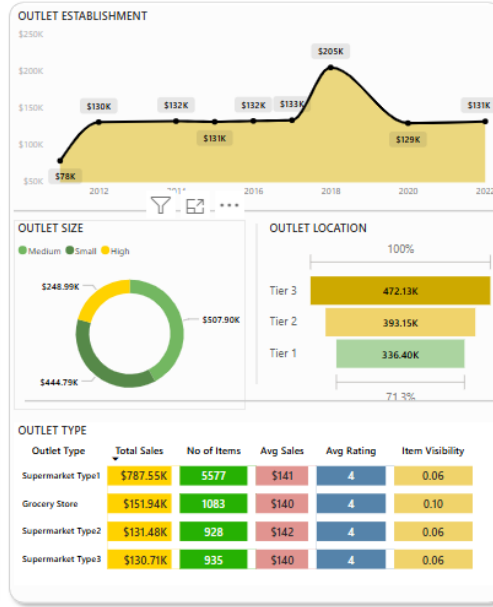 OUTLET ESTABLISHMENT
$250K
$205K
$200K
$150K
$130K
$132K
$132K
$133K
$131K
$131K
$129K
$100K
$78K
$50K
2012
2014
2016
2018
2020
2022
OUTLET SIZE
Medium Small High
$248.99K
$507.90K
$444.79K
OUTLET LOCATION
100%
Tier 3 472.13K
Tier 2 393.15K
Tier 1 336.40K
71.3%
OUTLET TYPE
Outlet Type Total Sales No of Items Avg Sales Avg Rating Item Visibility
Supermarket Type1 $787.55K 5577 $141 4 0.06
Grocery Store $151.94K 1083 $140 4 0.10
Supermarket Type2 $131.48K 928 $142 4 0.06
Supermarket Type3 $130.71K 935 $140 4 0.06